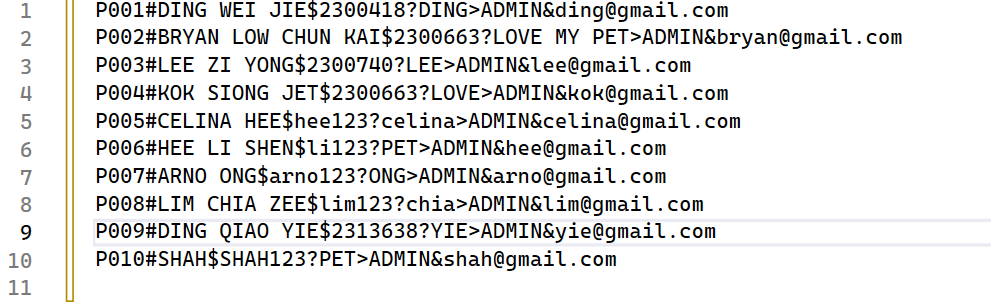 1 P001#DING WEI JIE$2300418?DING>ADMIN&ding@gmail.com
2 P002#BRYAN LOW CHUN KAI$2300663?LOVE MY PET>ADMIN&bryan@gmail.com
3 P003#LEE ZI YONG$2300740?LEE>ADMIN&lee@gmail.com
4 P004#KOK SIONG JET$2300663?LOVE>ADMIN&kok@gmail.com
5 P005#CELINA HEE$hee123?celina>ADMIN&celina@gmail.com
6 P006#HEE LI SHEN$li123?PET>ADMIN&hee@gmail.com
7 P007#ARNO ONG$arno123?ONG>ADMIN&arno@gmail.com
8 P008#LIM CHIA ZEE$lim123?chia>ADMIN&lim@gmail.com
9 P009#DING QIAO YIE$2313638?YIE>ADMIN&yie@gmail.com
10 P010#SHAH$SHAH123?PET>ADMIN&shah@gmail.com
11